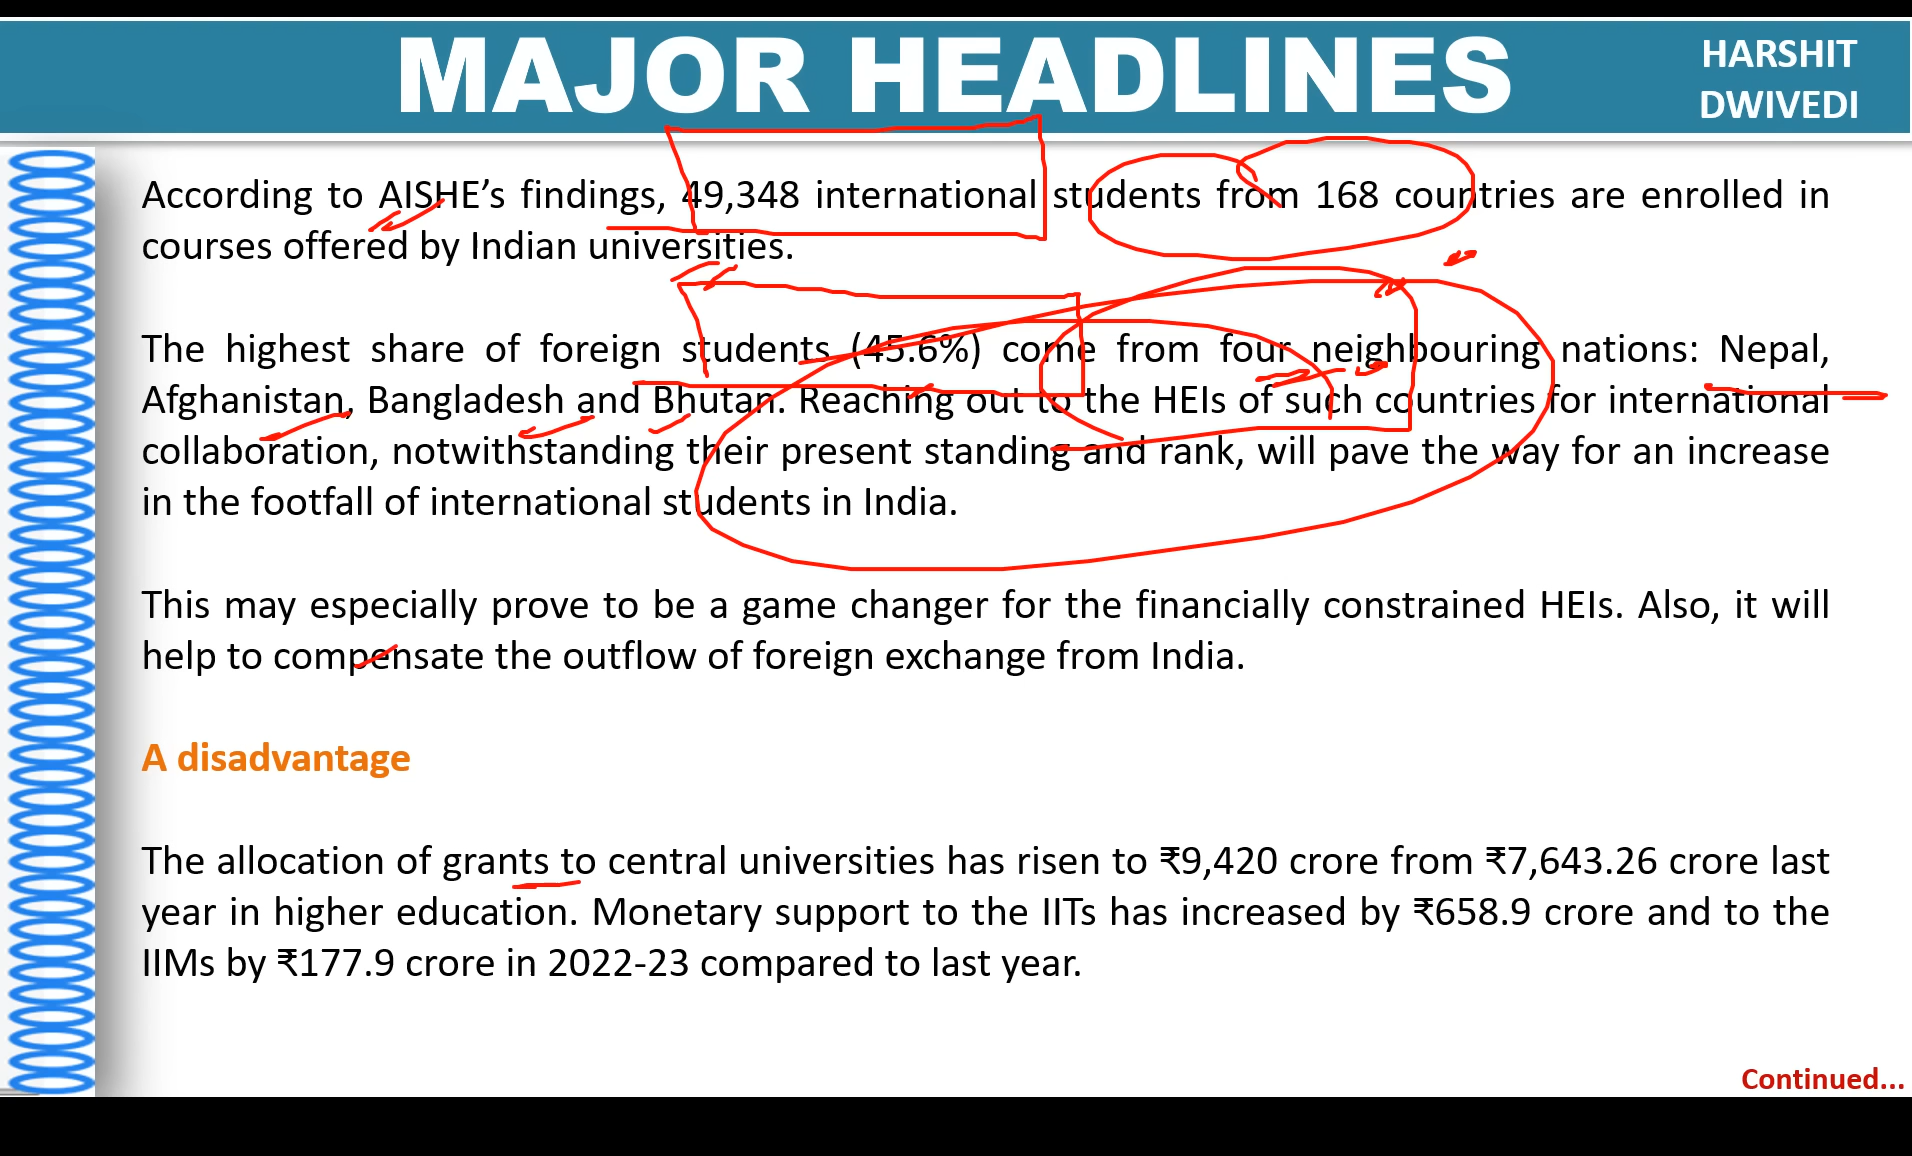 MAJOR HEADLINES
HARSHIT
DWIVEDI
According to AISHE’s findings, 49,348 international students from 168 countries are enrolled in
courses offered by Indian universities.
The highest share of foreign students (45.6%) come from four neighbouring nations: Nepal,
Afghanistan, Bangladesh and Bhutan. Reaching out to the HEIs of such countries for international
collaboration, notwithstanding their present standing and rank, will pave the way for an increase
in the footfall of international students in India.
This may especially prove to be a game changer for the financially constrained HEIs. Also, it will
help to compensate the outflow of foreign exchange from India.
A disadvantage
The allocation of grants to central universities has risen to ₹9,420 crore from ₹7,643.26 crore last
year in higher education. Monetary support to the IITs has increased by ₹658.9 crore and to the
IIMs by ₹177.9 crore in 2022-23 compared to last year.
Continued...